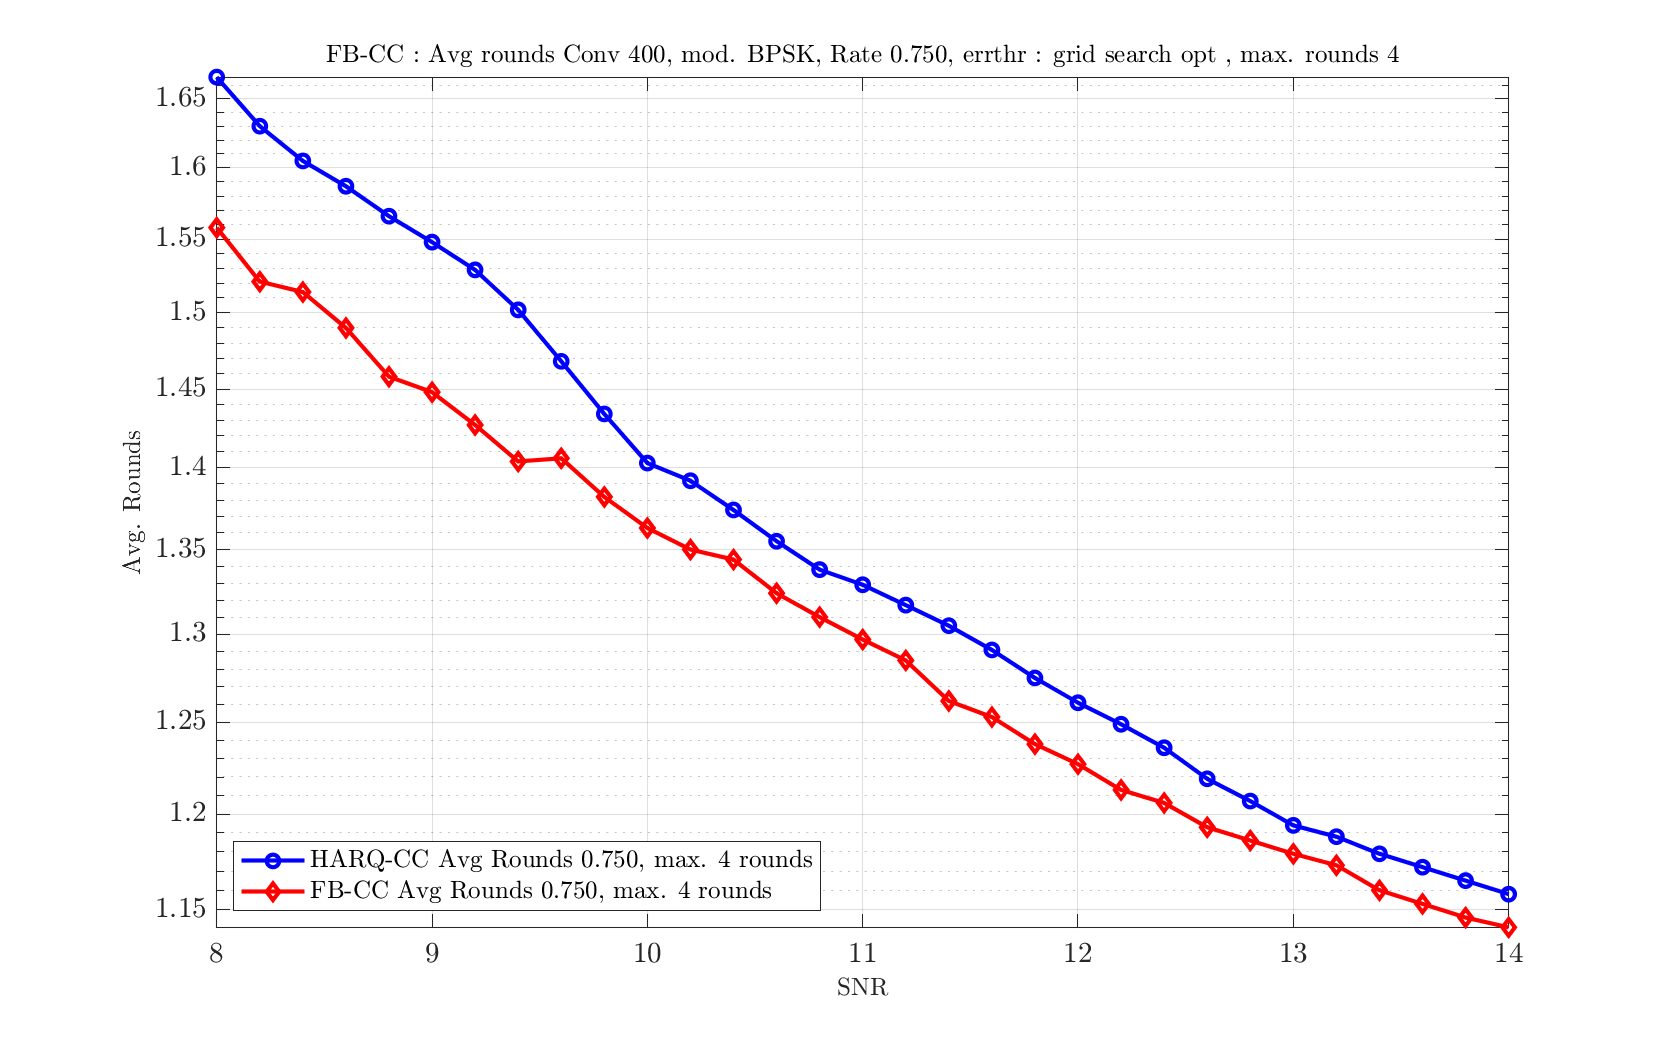 FB-CC : Avg rounds Conv 400, mod. BPSK, Rate 0.750, errthr : grid search opt , max. rounds 4
1.65
1.6
1.55
1.5
1.45
1.4
1.35
1.3
1.25
1.2
1.15
Avg. Rounds
HARQ-CC Avg Rounds 0.750, max. 4 rounds
FB-CC Avg Rounds 0.750, max. 4 rounds
8 9 10 11 12 13 14
SNR